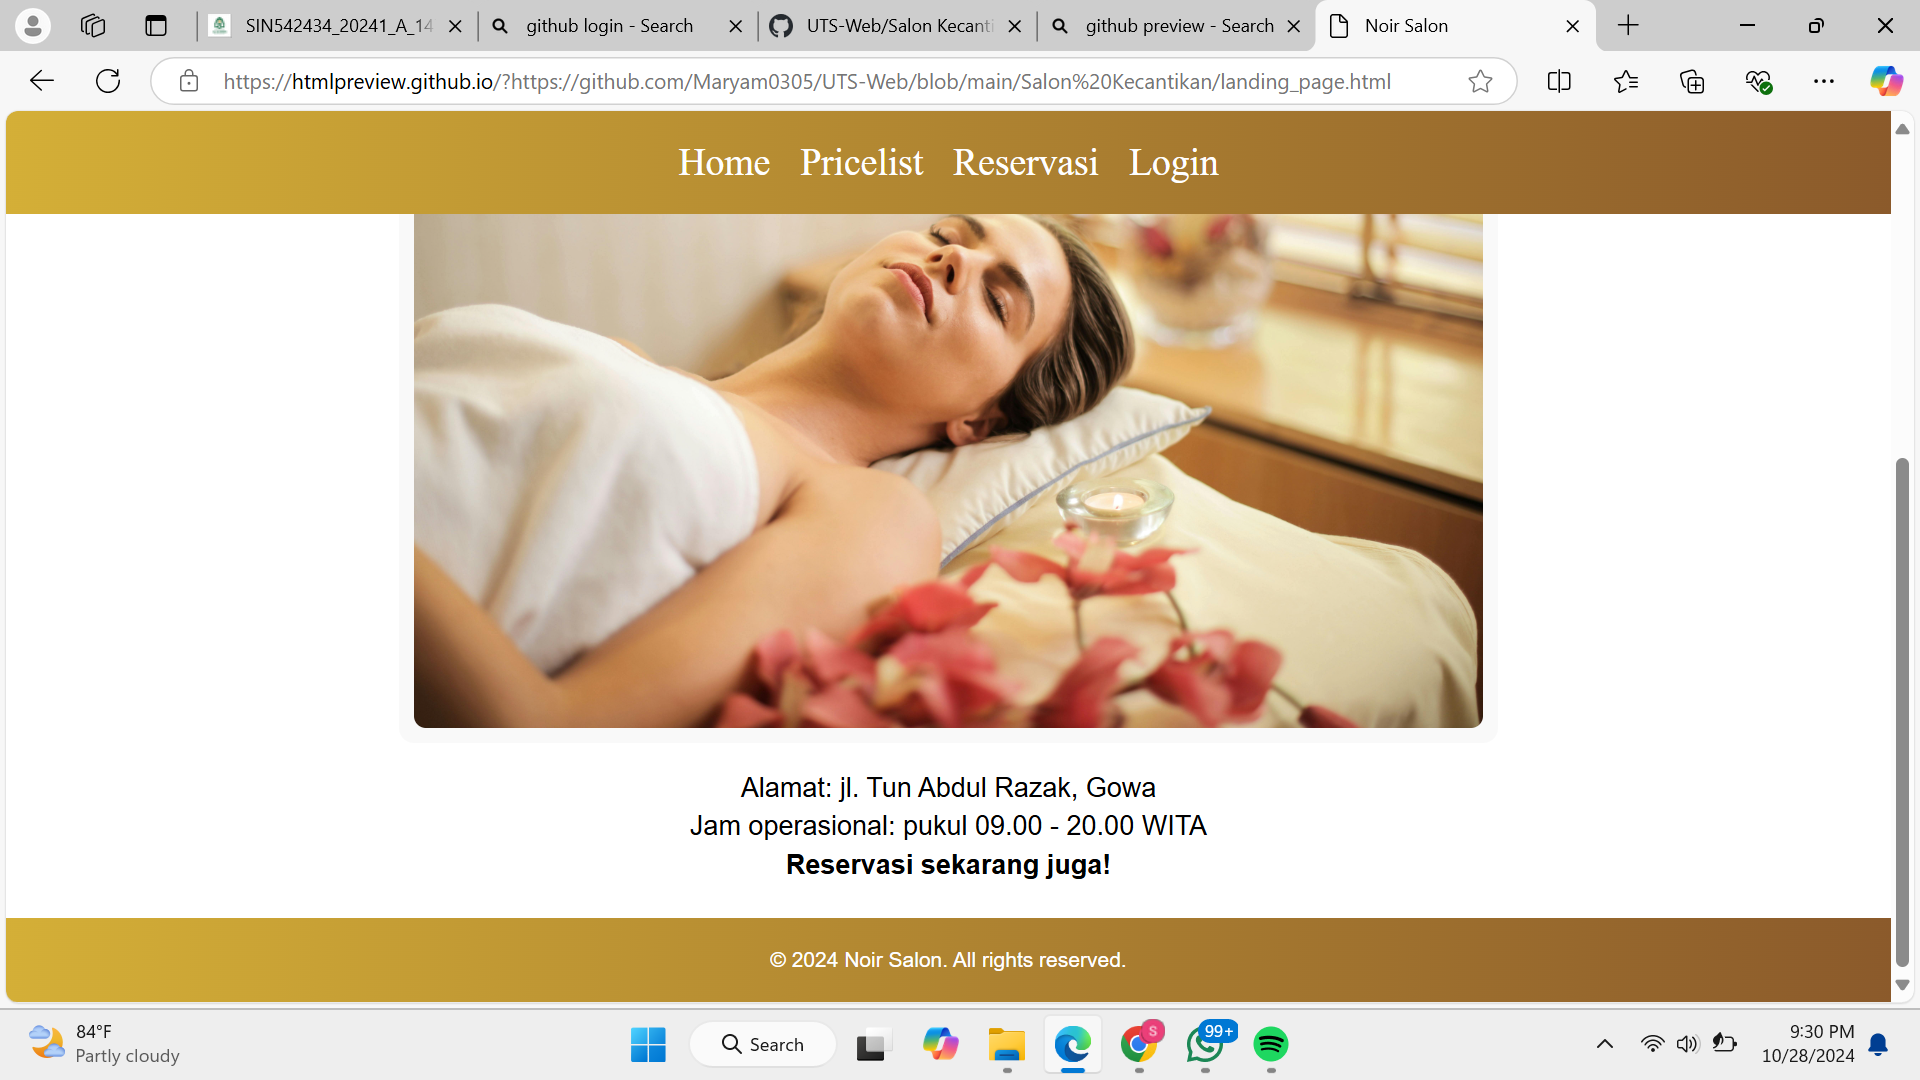 SIN542434_20241_A_14
github login - Search
UTS-Web/Salon Kecanti
github preview - Search
Noir Salon
https://htmlpreview.github.io/?https://github.com/Maryam0305/UTS-Web/blob/main/Salon%20Kecantikan/landing_page.html
Home Pricelist Reservasi Login
Alamat: jl. Tun Abdul Razak, Gowa
Jam operasional: pukul 09.00 - 20.00 WITA
Reservasi sekarang juga!
© 2024 Noir Salon. All rights reserved.
84°F
Partly cloudy
Search
S
99+
9:30 PM
10/28/2024